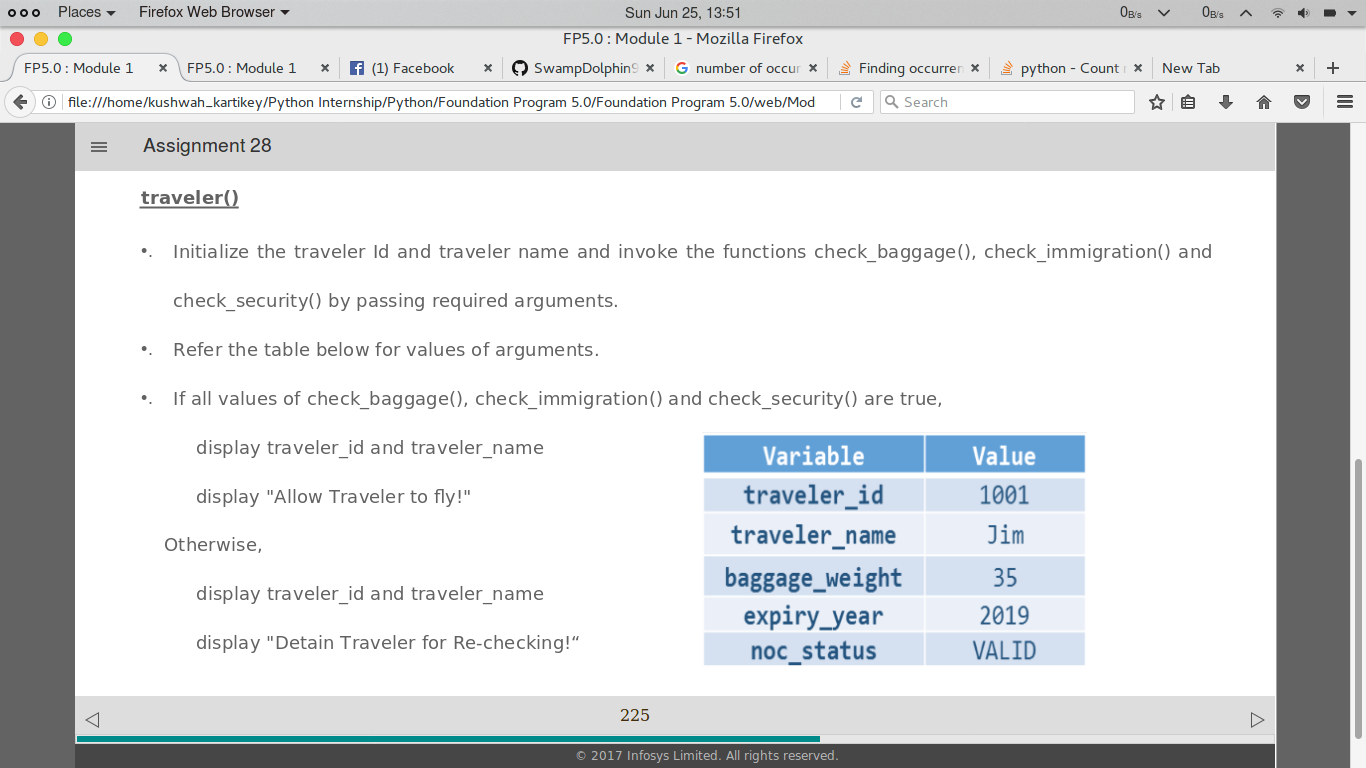 Places
Firefox Web Browser
Sun Jun 25, 13:51
0B/s
0B/s
FP5.0 : Module 1 - Mozilla Firefox
FP5.0 : Module 1
FP5.0 : Module 1
(1) Facebook
SwampDolphin9
number of occur
Finding occurren
python - Count r
New Tab
file:///home/kushwah_kartikey/Python Internship/Python/Foundation Program 5.0/Foundation Program 5.0/web/Mod
Search
Assignment 28
traveler()
•. Initialize the traveler Id and traveler name and invoke the functions check_baggage(), check_immigration() and
check_security() by passing required arguments.
•. Refer the table below for values of arguments.
•. If all values of check_baggage(), check_immigration() and check_security() are true,
display traveler_id and traveler_name
display "Allow Traveler to fly!"
Otherwise,
display traveler_id and traveler_name
display "Detain Traveler for Re-checking!“
Variable Value
traveler_id 1001
traveler_name Jim
baggage_weight 35
expiry_year 2019
noc_status VALID
225
© 2017 Infosys Limited. All rights reserved.